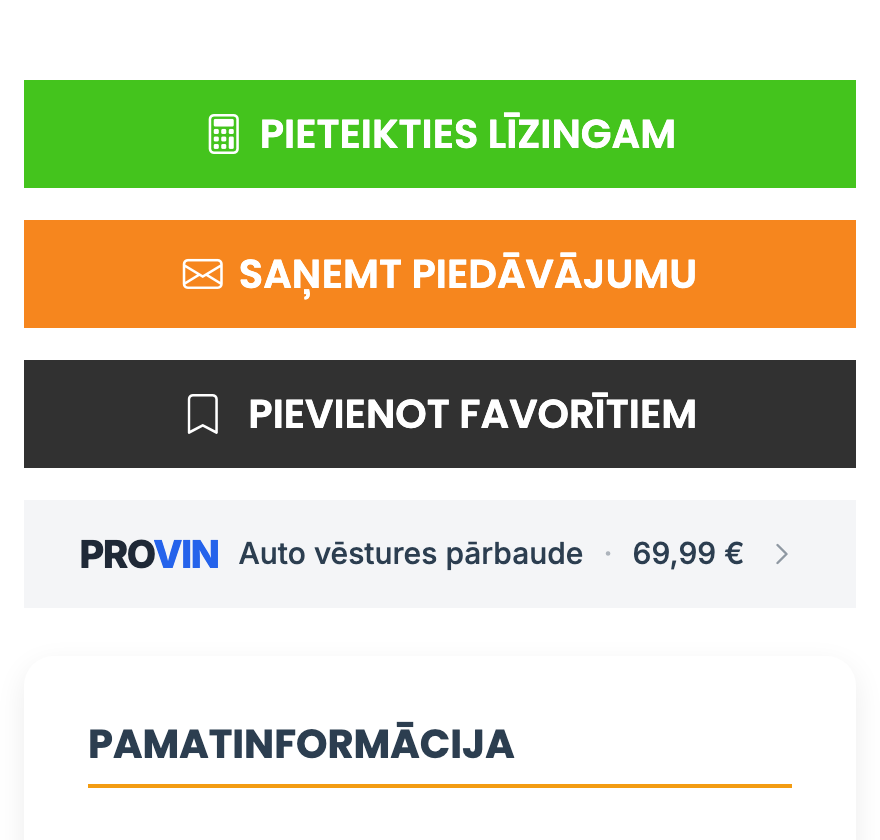 PIETEIKTIES LĪZINGAM
SAŅEMT PIEDĀVĀJUMU
PIEVIENOT FAVORĪTIEM
PROVIN Auto vēstures pārbaude · 69,99 €
PAMATINFORMĀCIJA